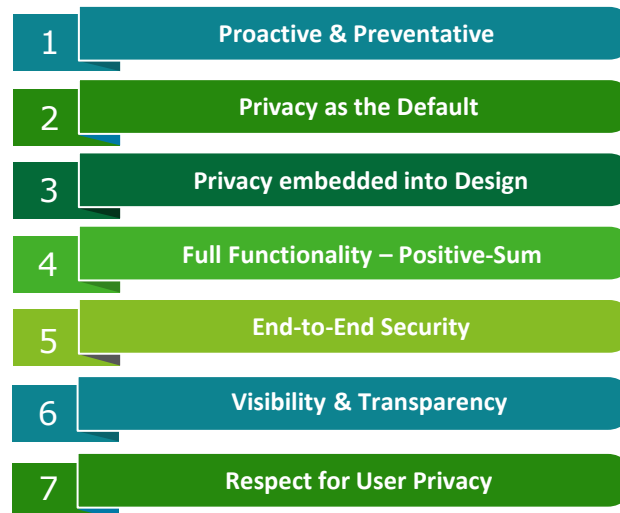 1 Proactive & Preventative
2 Privacy as the Default
3 Privacy embedded into Design
4 Full Functionality – Positive-Sum
5 End-to-End Security
6 Visibility & Transparency
7 Respect for User Privacy